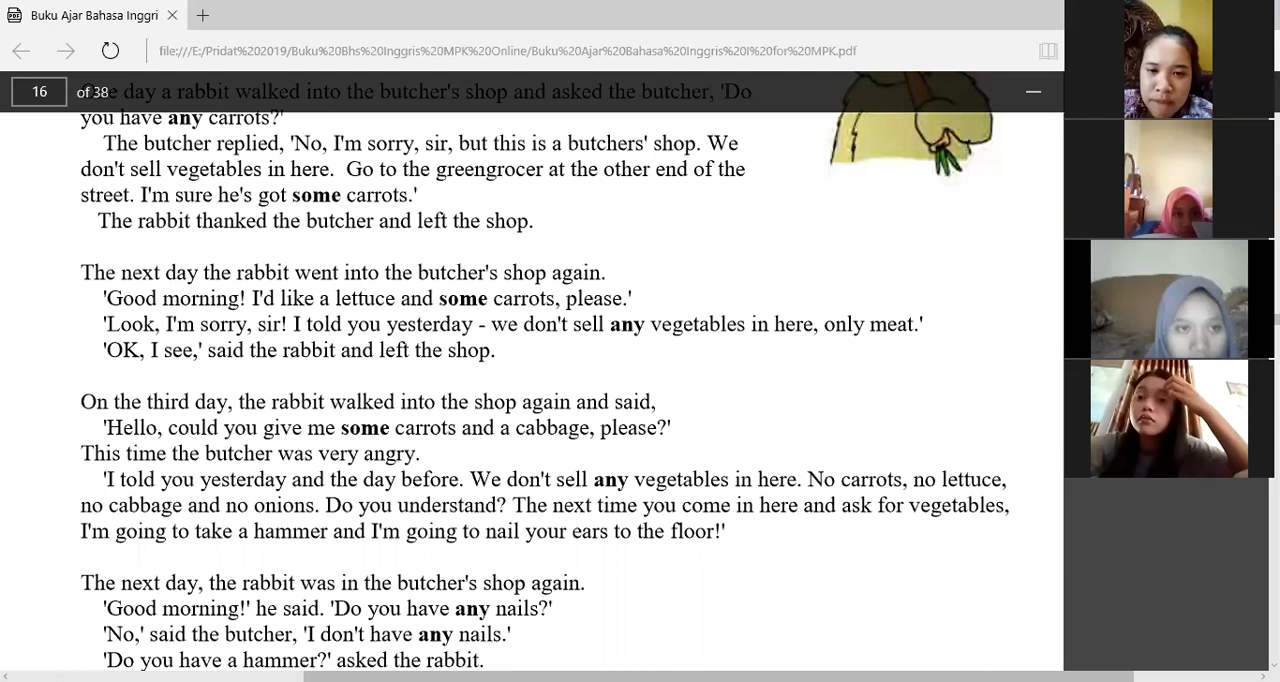 Buku Ajar Bahasa Inggri
file:///E:/Pridat%202019/Buku%20Bhs%20Inggris%20MPK%20Online/Buku%20Ajar%20Bahasa%20Inggris%20I%20for%20MPK.pdf
16 of 38
day a rabbit walked into the butcher's shop and asked the butcher, 'Do
you have any carrots?'
The butcher replied, 'No, I'm sorry, sir, but this is a butchers' shop. We
don't sell vegetables in here. Go to the greengrocer at the other end of the
street. I'm sure he's got some carrots.'
The rabbit thanked the butcher and left the shop.
The next day the rabbit went into the butcher's shop again.
'Good morning! I'd like a lettuce and some carrots, please.'
'Look, I'm sorry, sir! I told you yesterday - we don't sell any vegetables in here, only meat.'
'OK, I see,' said the rabbit and left the shop.
On the third day, the rabbit walked into the shop again and said,
'Hello, could you give me some carrots and a cabbage, please?'
This time the butcher was very angry.
'I told you yesterday and the day before. We don't sell any vegetables in here. No carrots, no lettuce,
no cabbage and no onions. Do you understand? The next time you come in here and ask for vegetables,
I'm going to take a hammer and I'm going to nail your ears to the floor!'
The next day, the rabbit was in the butcher's shop again.
'Good morning!' he said. 'Do you have any nails?'
'No,' said the butcher, 'I don't have any nails.'
'Do you have a hammer?' asked the rabbit.